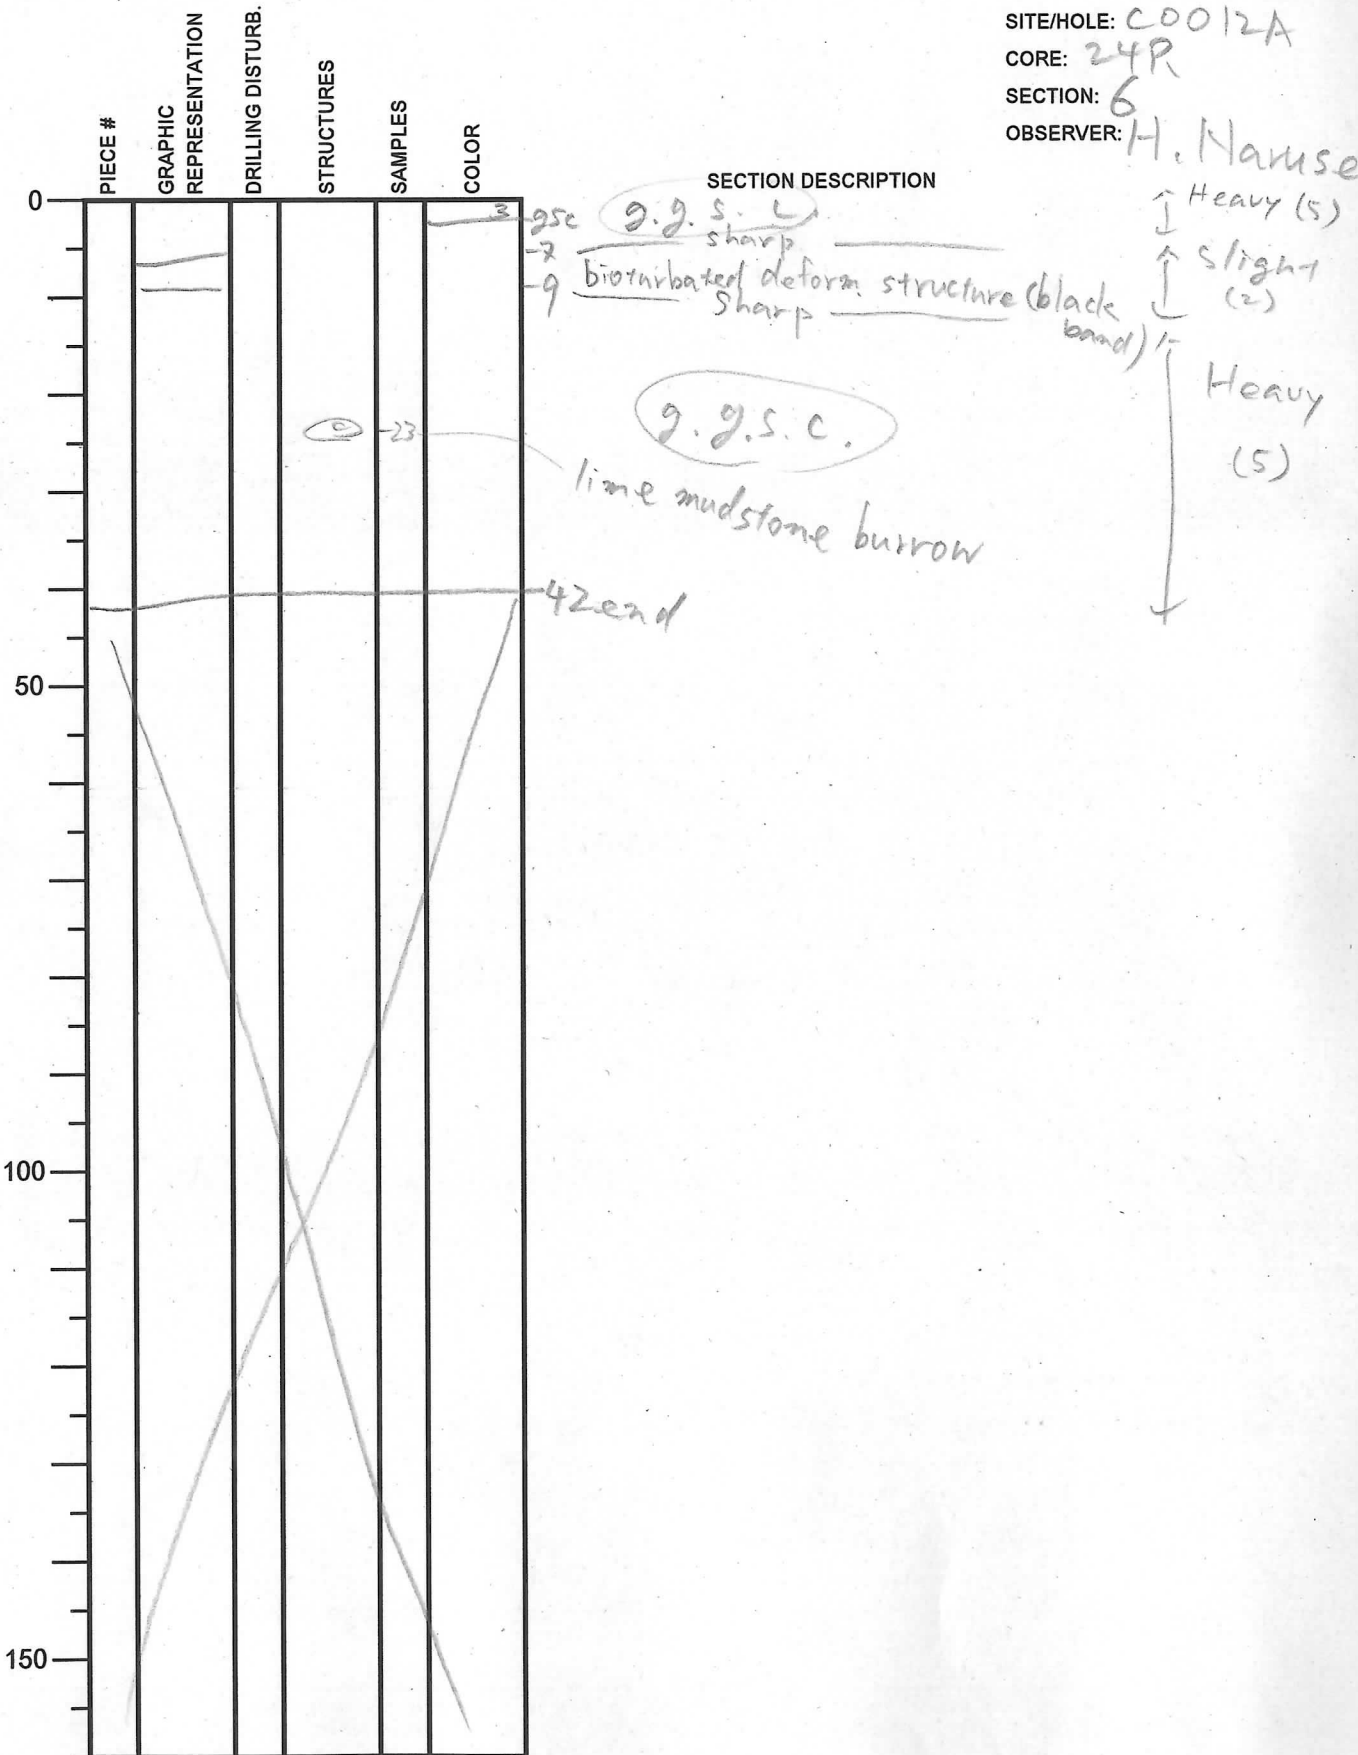 SITE/HOLE: C0012A
CORE: 24R
SECTION: 6
OBSERVER: H. Naruse
PIECE #
GRAPHIC
REPRESENTATION
DRILLING DISTURB.
STRUCTURES
SAMPLES
COLOR
SECTION DESCRIPTION
0
3 gsc g.g.s.c. Heavy (5)
-7 sharp
Slight
(2)
-9 bioturbated deform. structure (black
band)
Sharp
Heavy
(5)
-23 g.g.s.c.
lime mudstone burrow
42 end
50
100
150